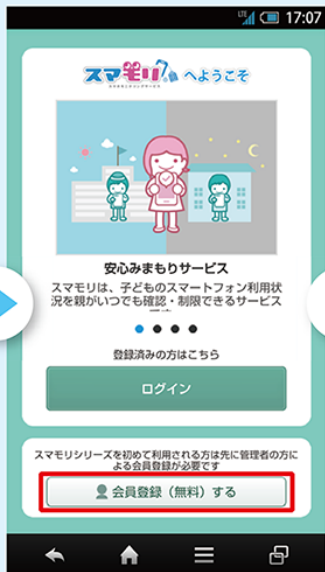 LTE 17:07
スマモリ へようこそ
安心みまもりサービス
スマモリは、子どものスマートフォン利用状
況を親がいつでも確認・制限できるサービス
登録済みの方はこちら
ログイン
スマモリシリーズを初めて利用される方は先に管理者の方に
よる会員登録が必要です
会員登録（無料）する